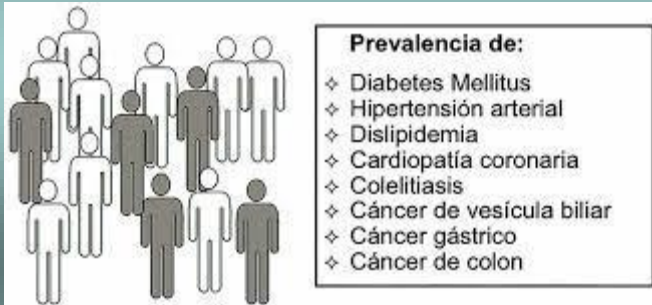 Prevalencia de:
✧ Diabetes Mellitus
✧ Hipertensión arterial
✧ Dislipidemia
✧ Cardiopatía coronaria
✧ Colelitiasis
✧ Cáncer de vesícula biliar
✧ Cáncer gástrico
✧ Cáncer de colon